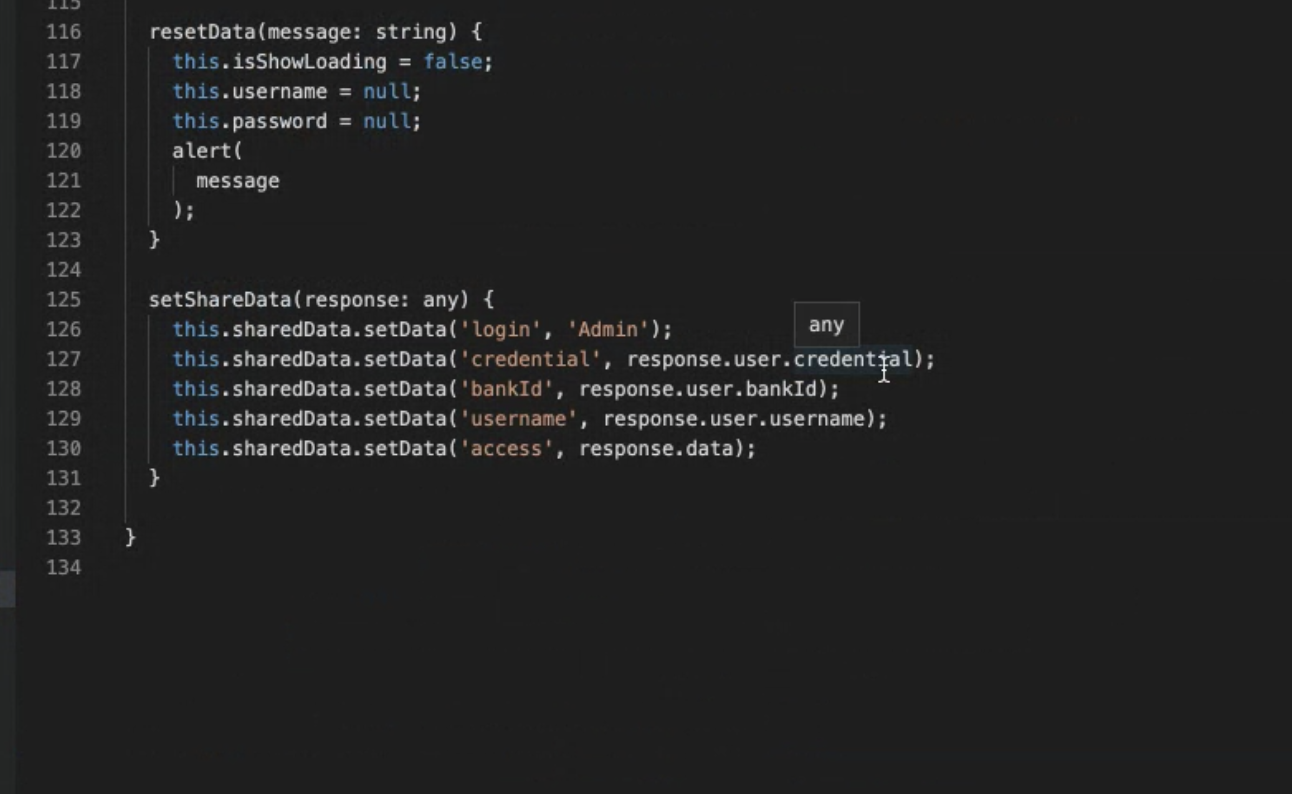 115
116 resetData(message: string) {
117 this.isShowLoading = false;
118 this.username = null;
119 this.password = null;
120 alert(
121 message
122 );
123 }
124
125 setShareData(response: any) {
any
126 this.sharedData.setData('login', 'Admin');
127 this.sharedData.setData('credential', response.user.credential);
128 this.sharedData.setData('bankId', response.user.bankId);
129 this.sharedData.setData('username', response.user.username);
130 this.sharedData.setData('access', response.data);
131 }
132
133 }
134